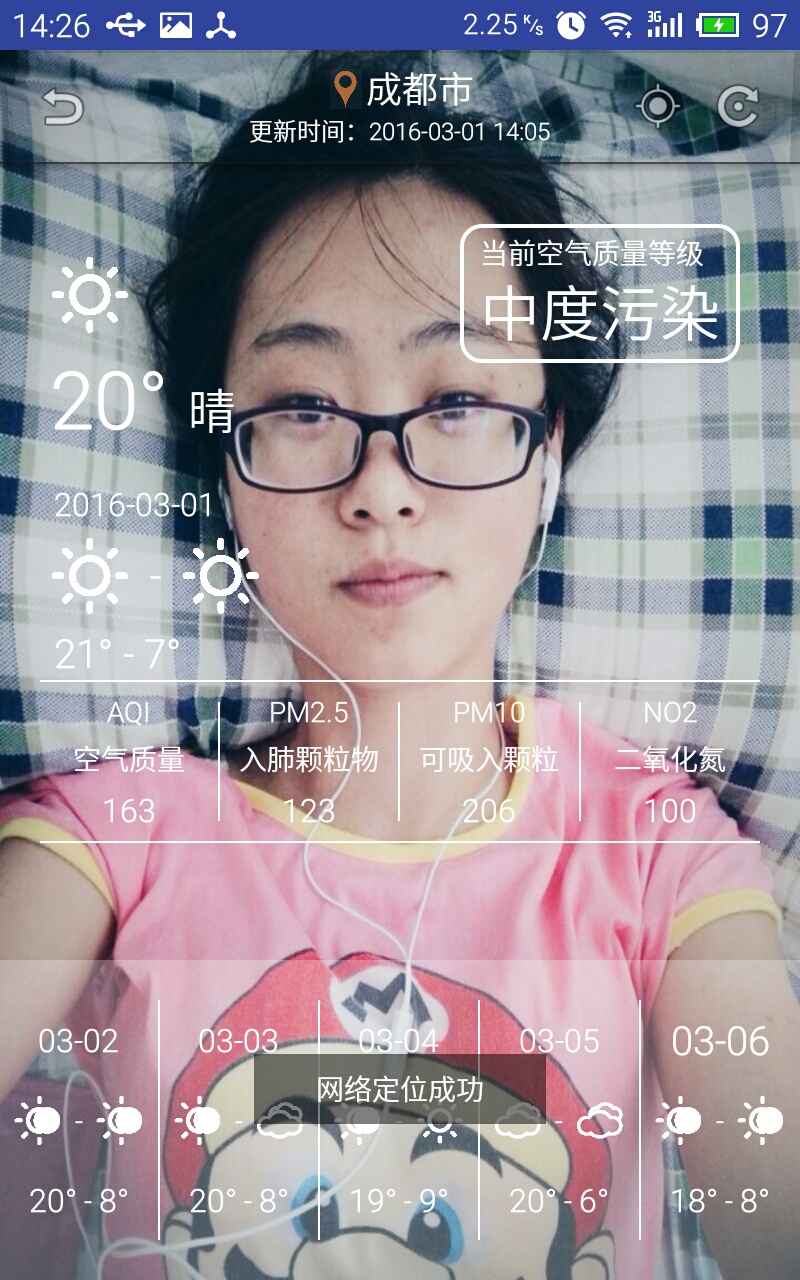 14:26 2.25 K/s 3G 97
成都市
更新时间：2016-03-01 14:05
当前空气质量等级
中度污染
20° 晴
2016-03-01
-
21° - 7°
AQI PM2.5 PM10 NO2
空气质量 入肺颗粒物 可吸入颗粒 二氧化氮
163 123 206 100
M
03-02 03-03 03-04 03-05 03-06
网络定位成功
- - - - -
20° - 8° 20° - 8° 19° - 9° 20° - 6° 18° - 8°